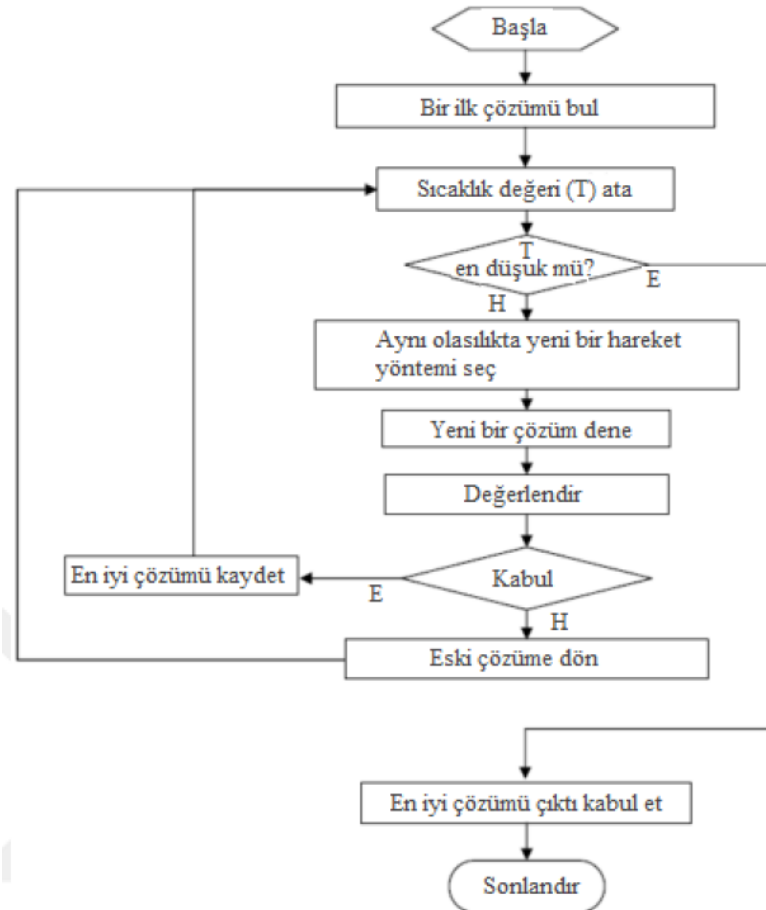 Başla
Bir ilk çözümü bul
Sıcaklık değeri (T) ata
T
en düşuk mü?
E
H
Aynı olasılıkta yeni bir hareket
yöntemi seç
Yeni bir çözüm dene
Değerlendir
Kabul
E
En iyi çözümü kaydet
H
Eski çözüme dön
En iyi çözümü çıktı kabul et
Sonlandır